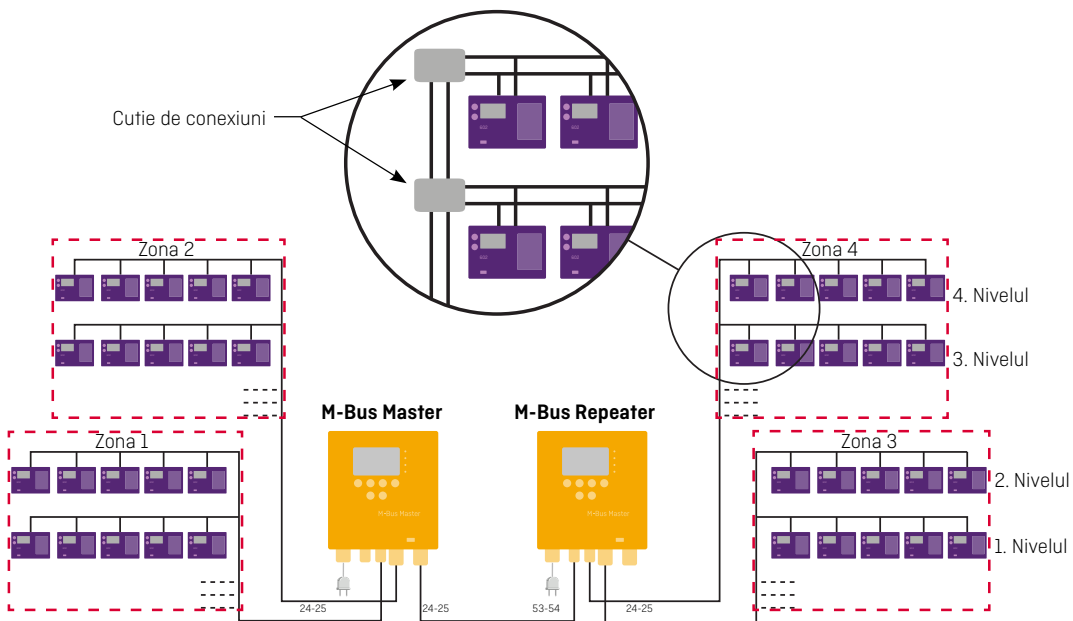 Cutie de conexiuni
Zona 2
Zona 4
4. Nivelul
3. Nivelul
M-Bus Master
M-Bus Repeater
Zona 1
Zona 3
2. Nivelul
1. Nivelul
M-Bus Master
M-Bus Master
24-25
24-25
53-54
24-25